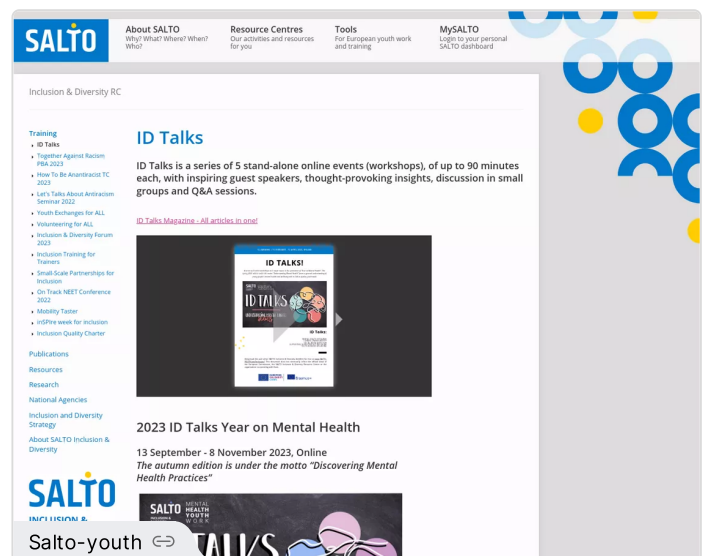 SALTO
About SALTO
Why? What? Where? When?
Who?
Resource Centres
Our activities and resources
for you
Tools
For European youth work
and training
MySALTO
Login to your personal
SALTO dashboard
Inclusion & Diversity RC
Training
ID Talks
Together Against Racism
PBA 2023
How To Be Anantiracist TC
2023
Let's Talks About Antiracism
Seminar 2022
Youth Exchanges for ALL
Volunteering for ALL
Inclusion & Diversity Forum
2023
Inclusion Training for
Trainers
Small-Scale Partnerships for
Inclusion
On Track NEET Conference
2022
Mobility Taster
inSPIre week for inclusion
Inclusion Quality Charter
Publications
Resources
Research
National Agencies
Inclusion and Diversity
Strategy
About SALTO Inclusion &
Diversity
SALTO
INCLUSION &
ID Talks
ID Talks is a series of 5 stand-alone online events (workshops), of up to 90 minutes
each, with inspiring guest speakers, thought-provoking insights, discussion in small
groups and Q&A sessions.
ID Talks Magazine - All articles in one!
ID TALKS!
SALTO
ID TALKS
ID Talks:
2023 ID Talks Year on Mental Health
13 September - 8 November 2023, Online
The autumn edition is under the motto "Discovering Mental
Health Practices"
SALTO
MENTAL
HEALTH
YOUTH
WORK
TALKS
Salto-youth